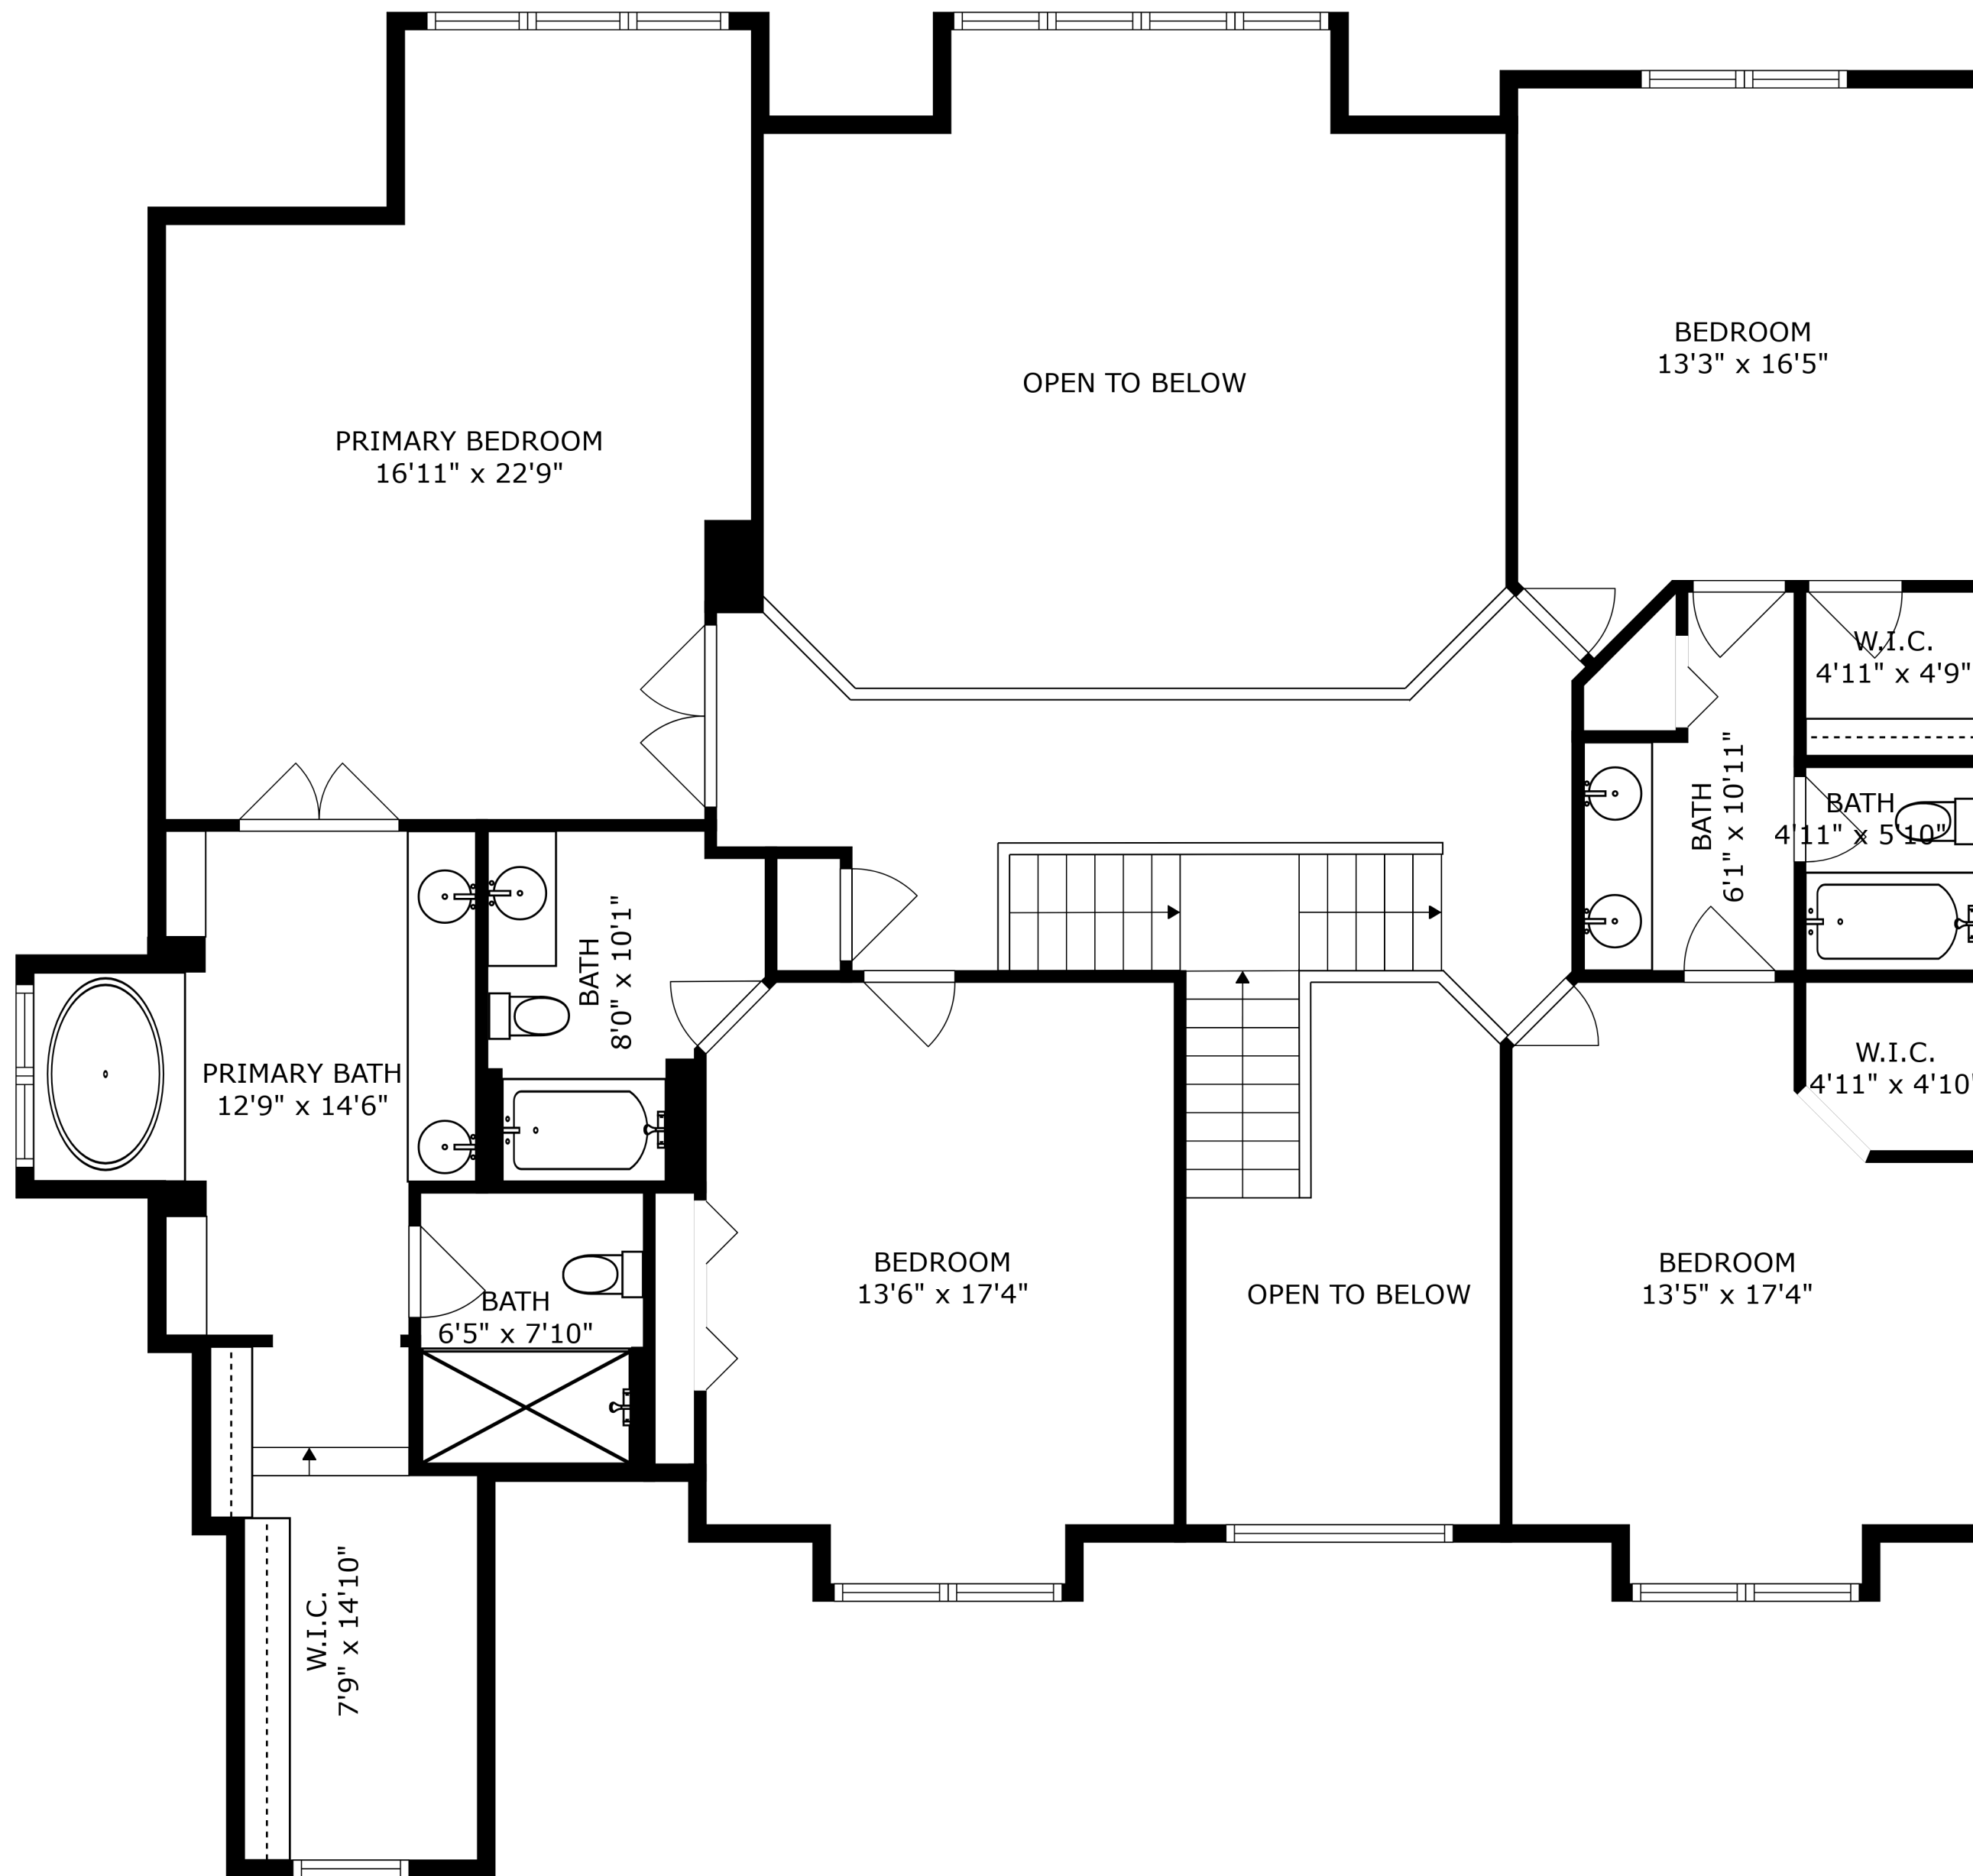 BEDROOM
13'3" x 16'5"
OPEN TO BELOW
PRIMARY BEDROOM
16'11" x 22'9"
W.I.C.
4'11" x 4'9"
BATH
6'1" x 10'11"
BATH
4'11" x 5'10"
BATH
8'0" x 10'1"
PRIMARY BATH
12'9" x 14'6"
W.I.C.
4'11" x 4'10"
BEDROOM
13'6" x 17'4"
OPEN TO BELOW
BEDROOM
13'5" x 17'4"
BATH
6'5" x 7'10"
W.I.C.
7'9" x 14'10"